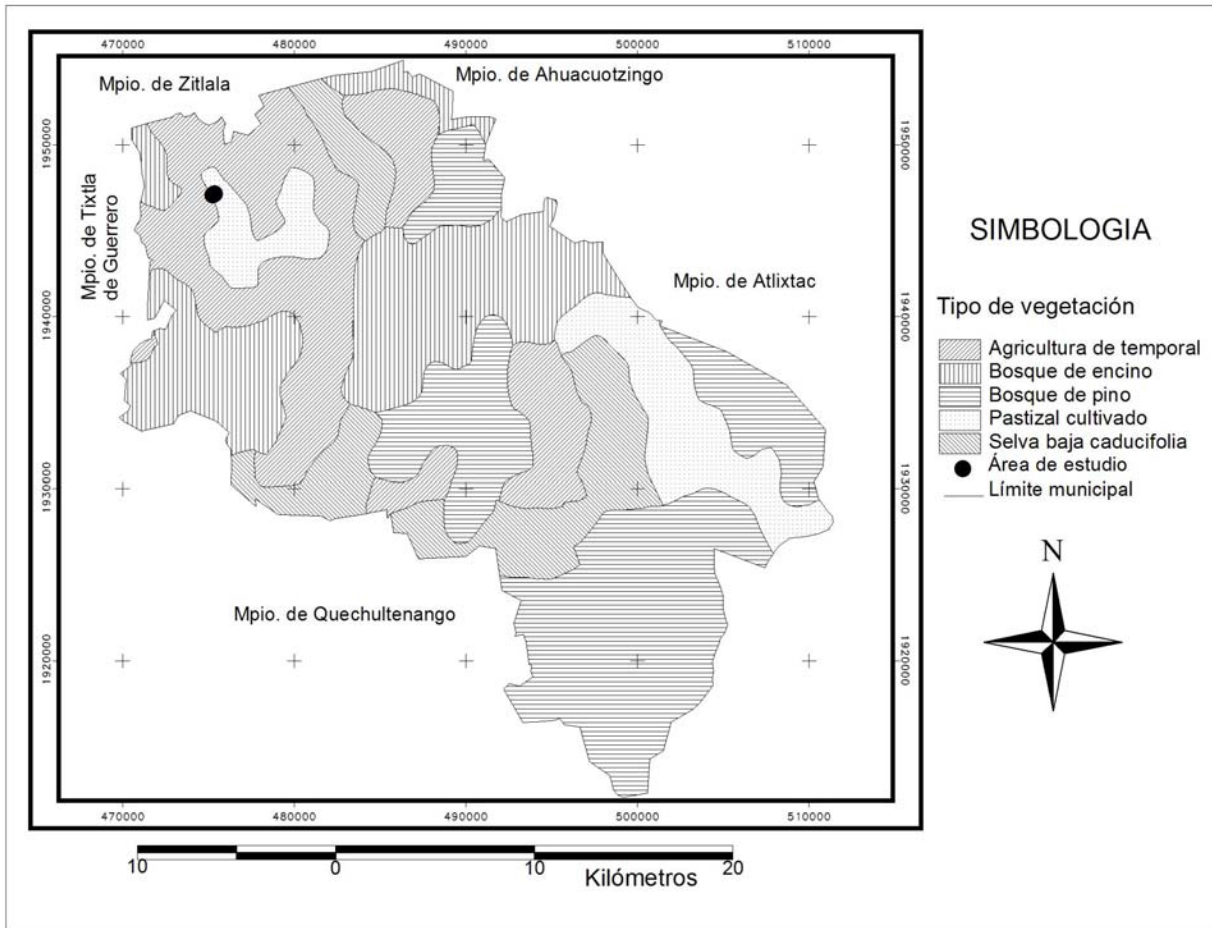 470000 480000 490000 500000 510000
Mpio. de Zitlala
Mpio. de Ahuacuotzingo
1950000
1950000
Mpio. de Tixtla
de Guerrero
Mpio. de Atlixtac
1940000
1940000
1930000
1930000
Mpio. de Quechultenango
1920000
1920000
470000 480000 490000 500000 510000
10 0 10 20
Kilómetros
SIMBOLOGIA
Tipo de vegetación
Agricultura de temporal
Bosque de encino
Bosque de pino
Pastizal cultivado
Selva baja caducifolia
Área de estudio
Límite municipal
N